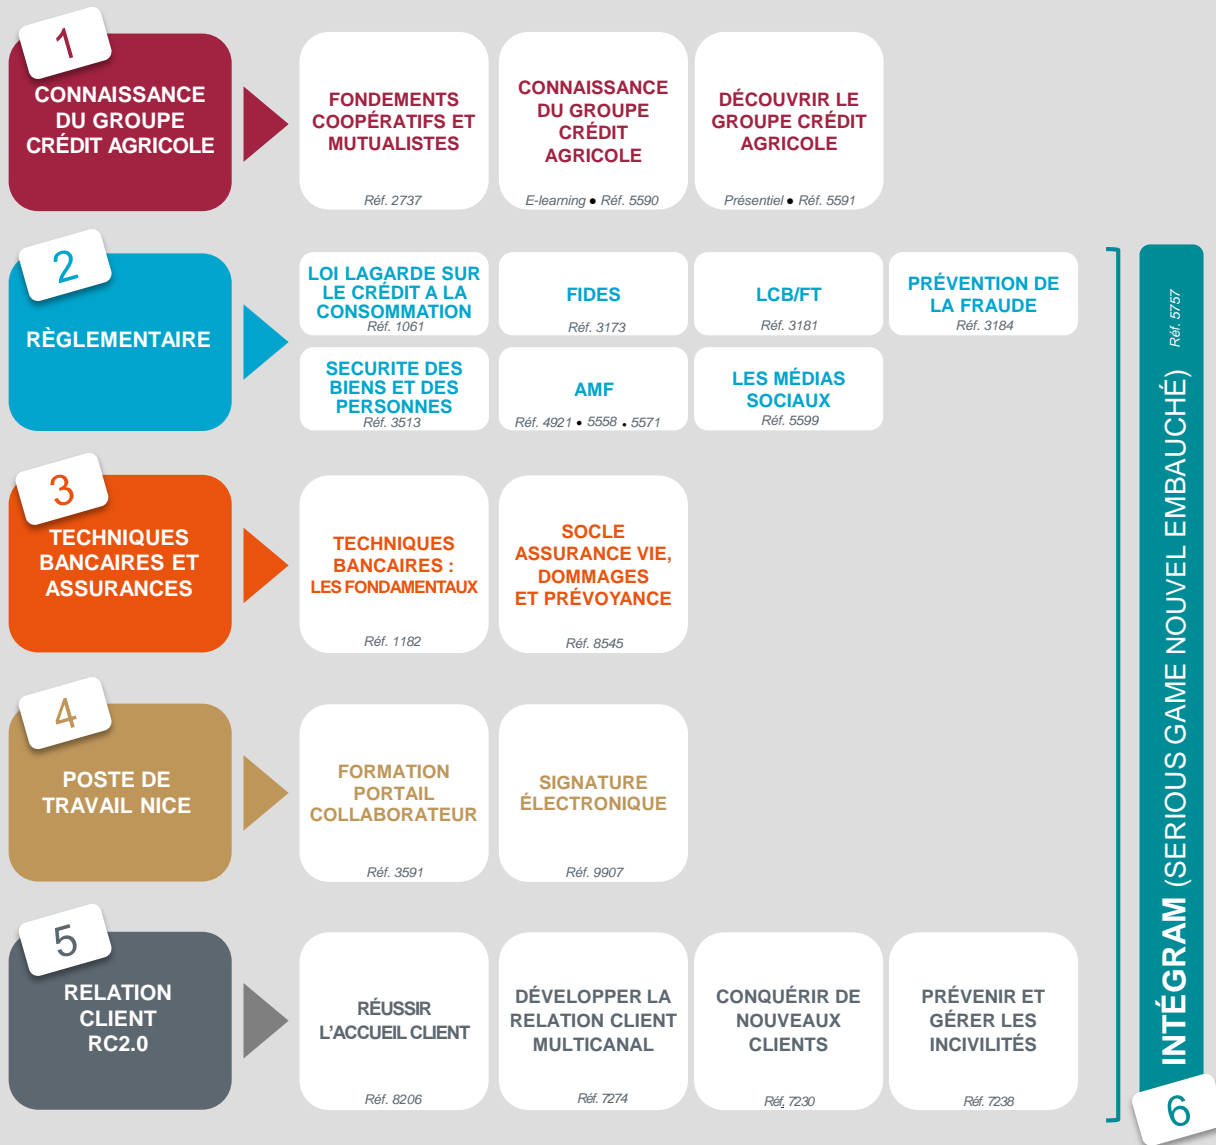 1
CONNAISSANCE
DU GROUPE
CRÉDIT AGRICOLE
FONDEMENTS
COOPÉRATIFS ET
MUTUALISTES
Réf. 2737
CONNAISSANCE
DU GROUPE
CRÉDIT
AGRICOLE
E-learning ● Réf. 5590
DÉCOUVRIR LE
GROUPE CRÉDIT
AGRICOLE
Présentiel ● Réf. 5591
2
RÈGLEMENTAIRE
LOI LAGARDE SUR
LE CRÉDIT A LA
CONSOMMATION
Réf. 1061
FIDES
Réf. 3173
LCB/FT
Réf. 3181
PRÉVENTION DE
LA FRAUDE
Réf. 3184
SECURITE DES
BIENS ET DES
PERSONNES
Réf. 3513
AMF
Réf. 4921 • 5558 • 5571
LES MÉDIAS
SOCIAUX
Réf. 5599
3
TECHNIQUES
BANCAIRES ET
ASSURANCES
TECHNIQUES
BANCAIRES :
LES FONDAMENTAUX
Réf. 1182
SOCLE
ASSURANCE VIE,
DOMMAGES
ET PRÉVOYANCE
Réf. 8545
4
POSTE DE
TRAVAIL NICE
FORMATION
PORTAIL
COLLABORATEUR
Réf. 3591
SIGNATURE
ÉLECTRONIQUE
Réf. 9907
5
RELATION
CLIENT
RC2.0
RÉUSSIR
L'ACCUEIL CLIENT
Réf. 8206
DÉVELOPPER LA
RELATION CLIENT
MULTICANAL
Réf. 7274
CONQUÉRIR DE
NOUVEAUX
CLIENTS
Réf. 7230
PRÉVENIR ET
GÉRER LES
INCIVILITÉS
Réf. 7238
INTÉGRAM (SERIOUS GAME NOUVEL EMBAUCHÉ) Réf. 5757
6